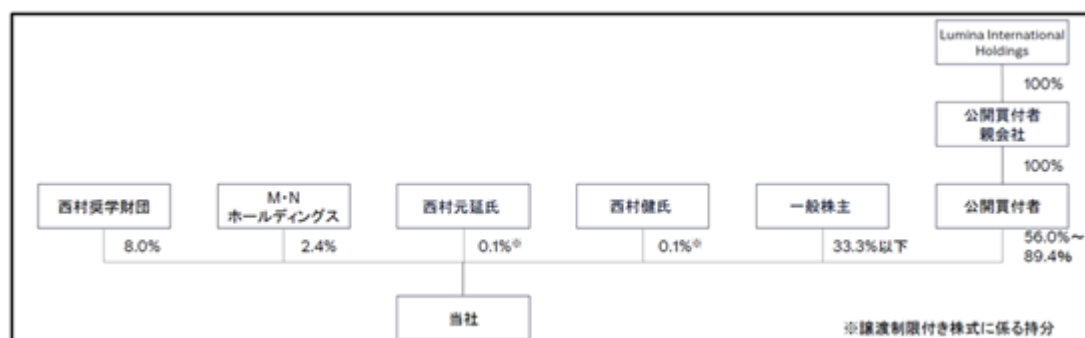 Lumina International
Holdings
100%
公開買付者
親会社
100%
西村奨学財団
M・N
ホールディングス
西村元延氏
西村健氏
一般株主
公開買付者
8.0%
2.4%
0.1%※
0.1%※
33.3%以下
56.0%～
89.4%
当社
※譲渡制限付き株式に係る持分